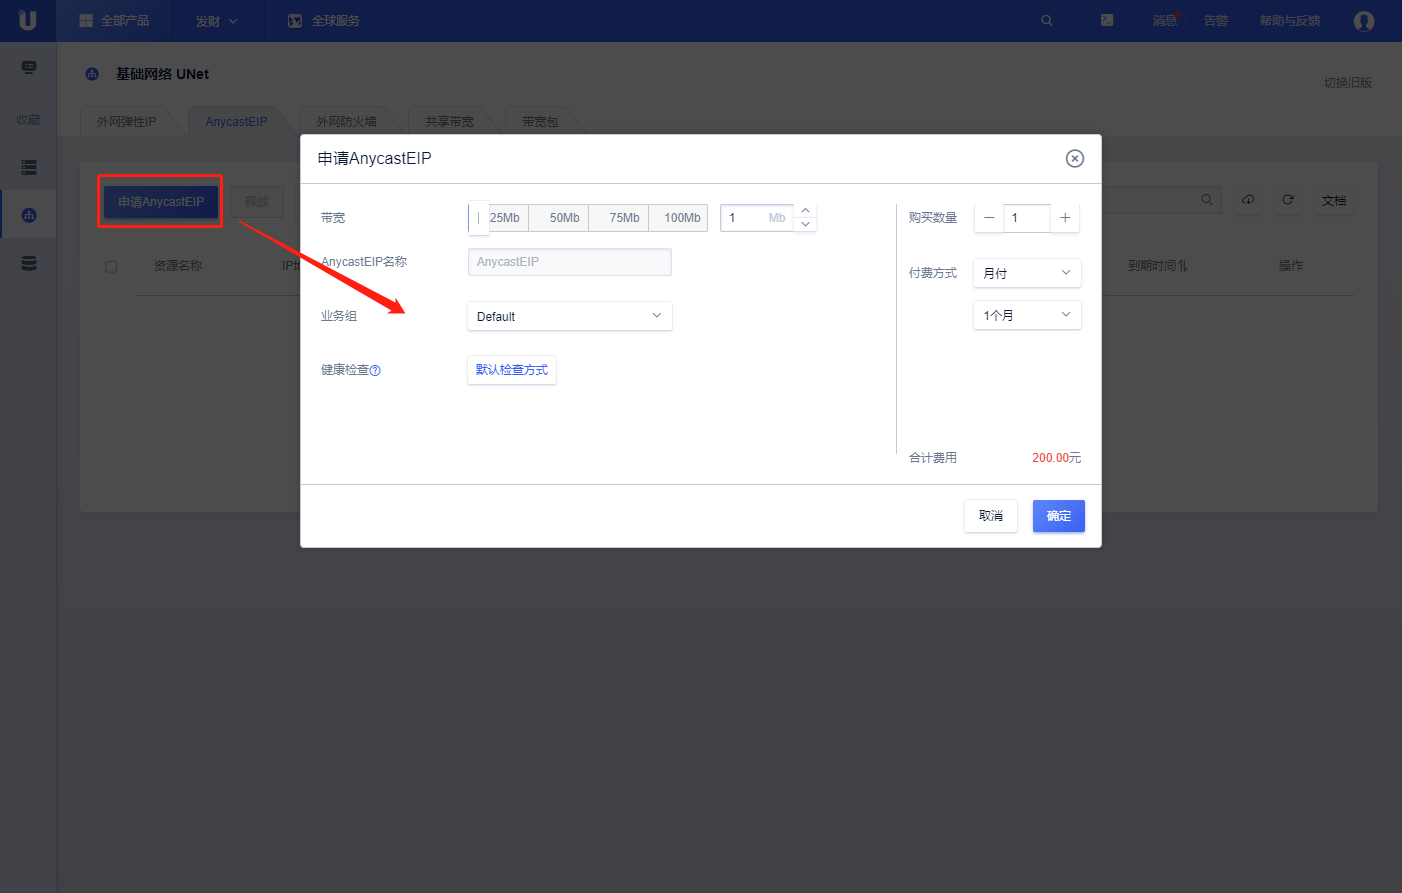 全部产品
发财
全球服务
消息
告警
帮助与反馈
基础网络 UNet
切换旧版
收藏
外网弹性IP
AnycastEIP
外网防火墙
共享带宽
带宽包
申请AnycastEIP
申请AnycastEIP
释放
文档
带宽
25Mb
50Mb
75Mb
100Mb
1 Mb
购买数量
1
资源名称
IP地
AnycastEIP名称
AnycastEIP
付费方式
月付
到期时间
操作
业务组
Default
1个月
健康检查
默认检查方式
合计费用
200.00元
取消
确定